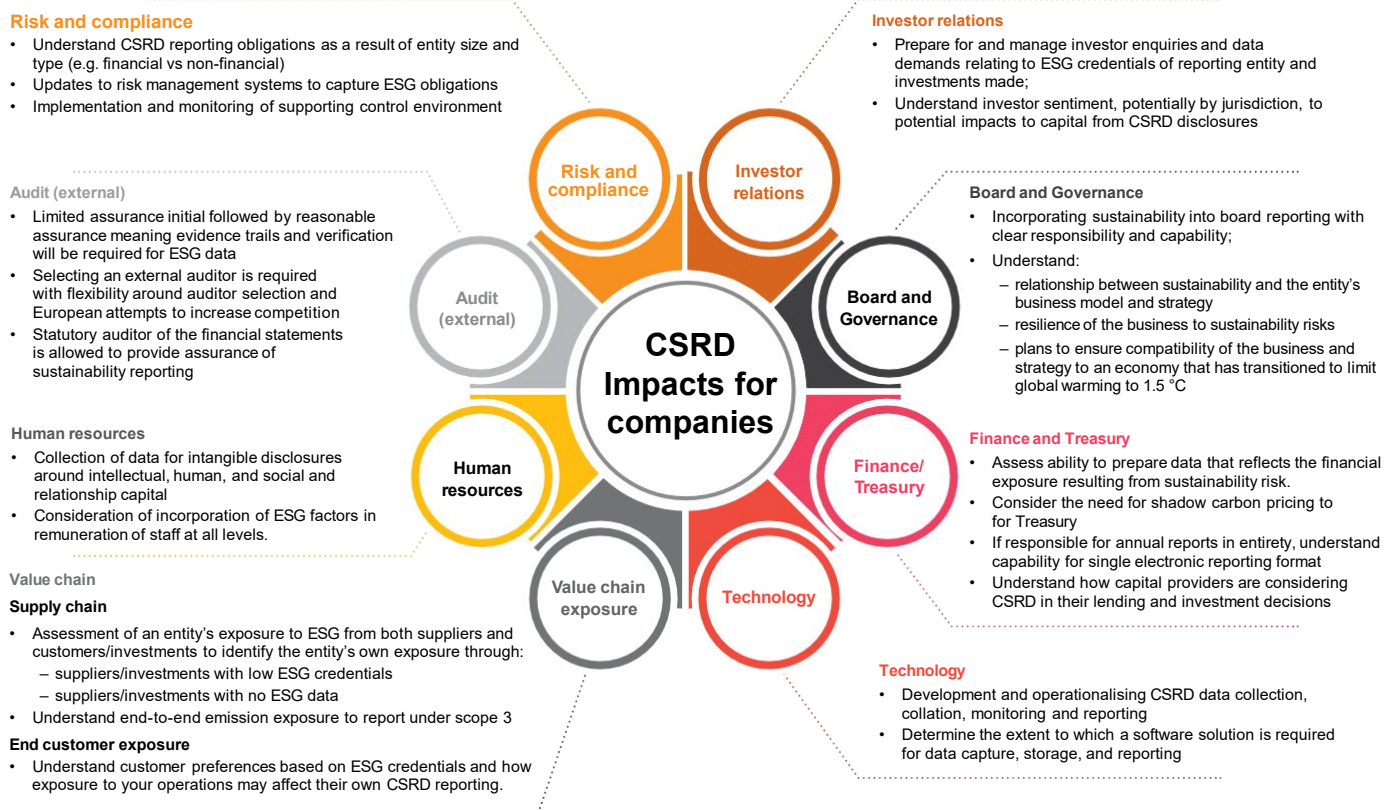 Risk and compliance
• Understand CSRD reporting obligations as a result of entity size and
type (e.g. financial vs non-financial)
• Updates to risk management systems to capture ESG obligations
• Implementation and monitoring of supporting control environment
Investor relations
• Prepare for and manage investor enquiries and data
demands relating to ESG credentials of reporting entity and
investments made;
• Understand investor sentiment, potentially by jurisdiction, to
potential impacts to capital from CSRD disclosures
Audit (external)
• Limited assurance initial followed by reasonable
assurance meaning evidence trails and verification
will be required for ESG data
• Selecting an external auditor is required
with flexibility around auditor selection and
European attempts to increase competition
• Statutory auditor of the financial statements
is allowed to provide assurance of
sustainability reporting
Human resources
• Collection of data for intangible disclosures
around intellectual, human, and social and
relationship capital
• Consideration of incorporation of ESG factors in
remuneration of staff at all levels.
Value chain
Supply chain
• Assessment of an entity's exposure to ESG from both suppliers and
customers/investments to identify the entity's own exposure through:
– suppliers/investments with low ESG credentials
– suppliers/investments with no ESG data
• Understand end-to-end emission exposure to report under scope 3
End customer exposure
• Understand customer preferences based on ESG credentials and how
exposure to your operations may affect their own CSRD reporting.
Risk and
compliance
Investor
relations
Audit
(external)
Board and
Governance
CSRD
Impacts for
companies
Human
resources
Finance/
Treasury
Value chain
exposure
Technology
Board and Governance
• Incorporating sustainability into board reporting with
clear responsibility and capability;
• Understand:
– relationship between sustainability and the entity's
business model and strategy
– resilience of the business to sustainability risks
– plans to ensure compatibility of the business and
strategy to an economy that has transitioned to limit
global warming to 1.5 °C
Finance and Treasury
• Assess ability to prepare data that reflects the financial
exposure resulting from sustainability risk.
• Consider the need for shadow carbon pricing to
for Treasury
• If responsible for annual reports in entirety, understand
capability for single electronic reporting format
• Understand how capital providers are considering
CSRD in their lending and investment decisions
Technology
• Development and operationalising CSRD data collection,
collation, monitoring and reporting
• Determine the extent to which a software solution is required
for data capture, storage, and reporting